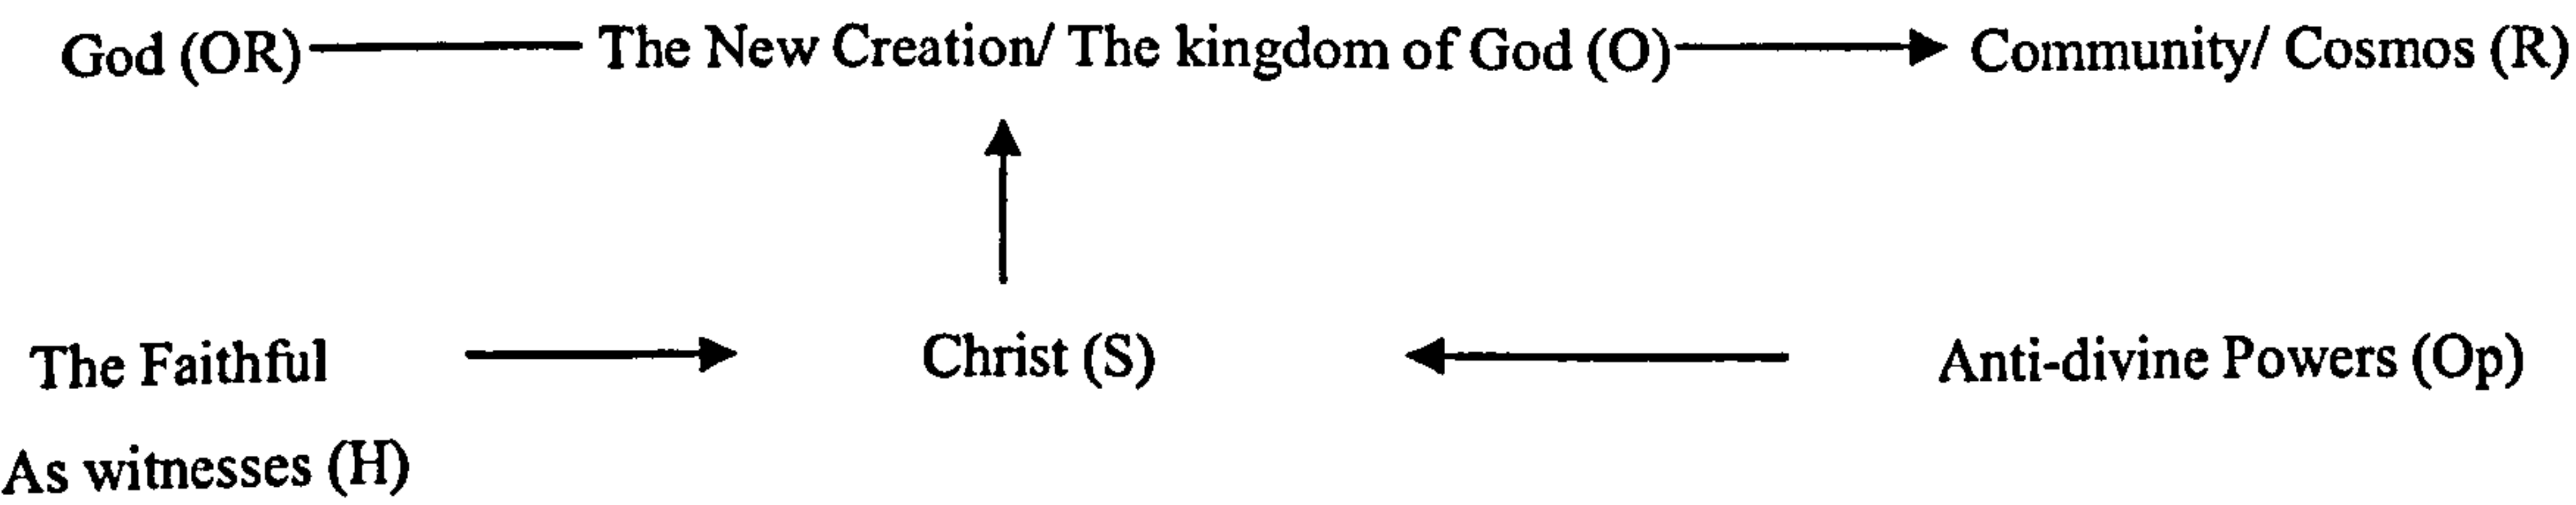 God (OR) The New Creation/ The kingdom of God (O) Community/ Cosmos (R)
The Faithful Christ (S) Anti-divine Powers (Op)
As witnesses (H)